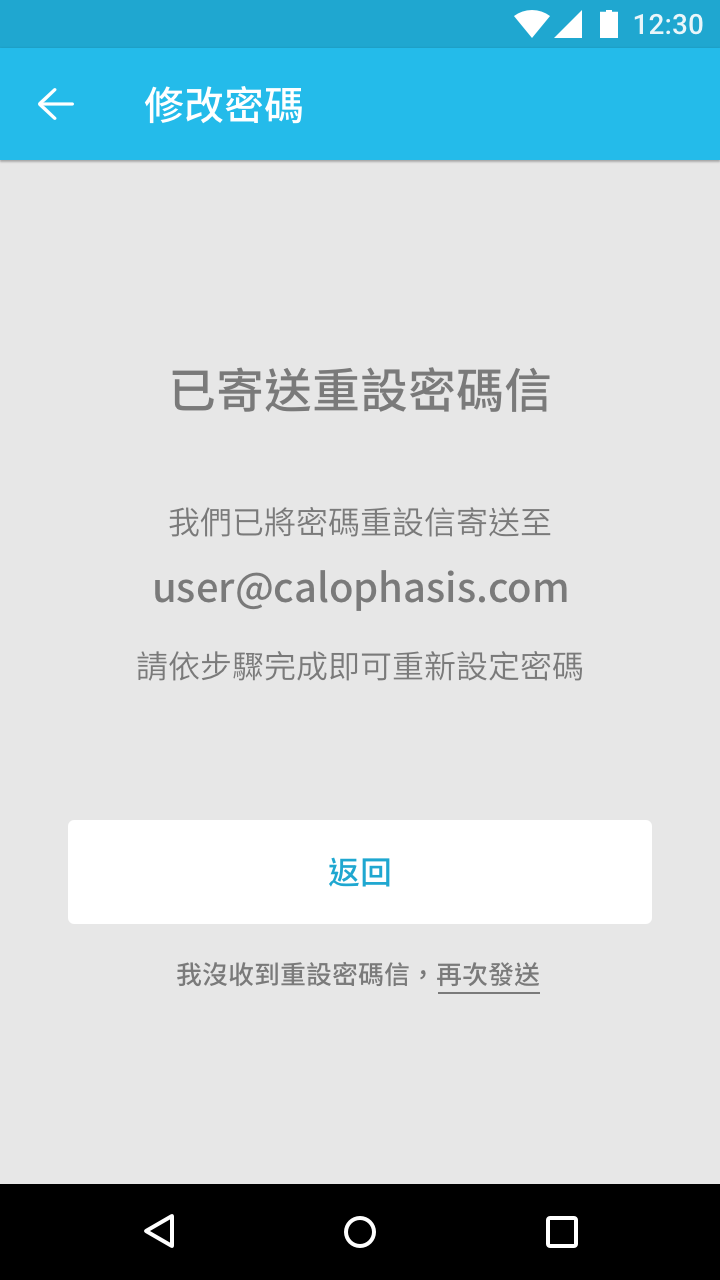 12:30
修改密碼
已寄送重設密碼信
我們已將密碼重設信寄送至
user@calophasis.com
請依步驟完成即可重新設定密碼
返回
我沒收到重設密碼信，再次發送